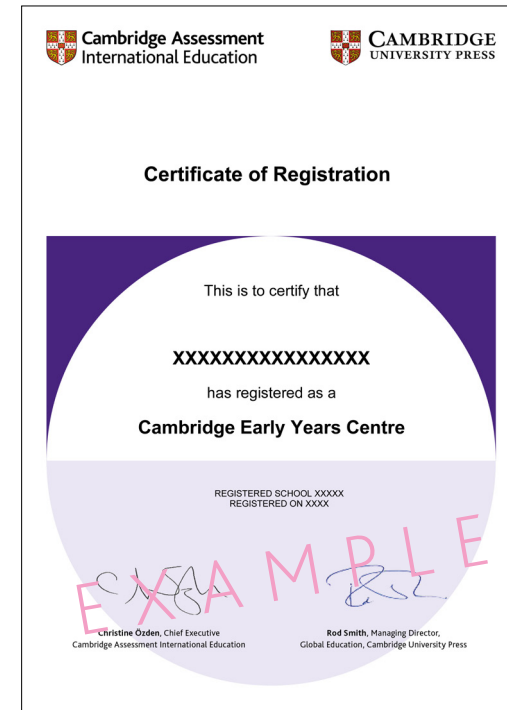 Cambridge Assessment
International Education
CAMBRIDGE
UNIVERSITY PRESS
Certificate of Registration
This is to certify that
XXXXXXXXXXXXXXXX
has registered as a
Cambridge Early Years Centre
REGISTERED SCHOOL XXXXX
REGISTERED ON XXXX
EXAMPLE
Christine Özden, Chief Executive
Cambridge Assessment International Education
Rod Smith, Managing Director,
Global Education, Cambridge University Press